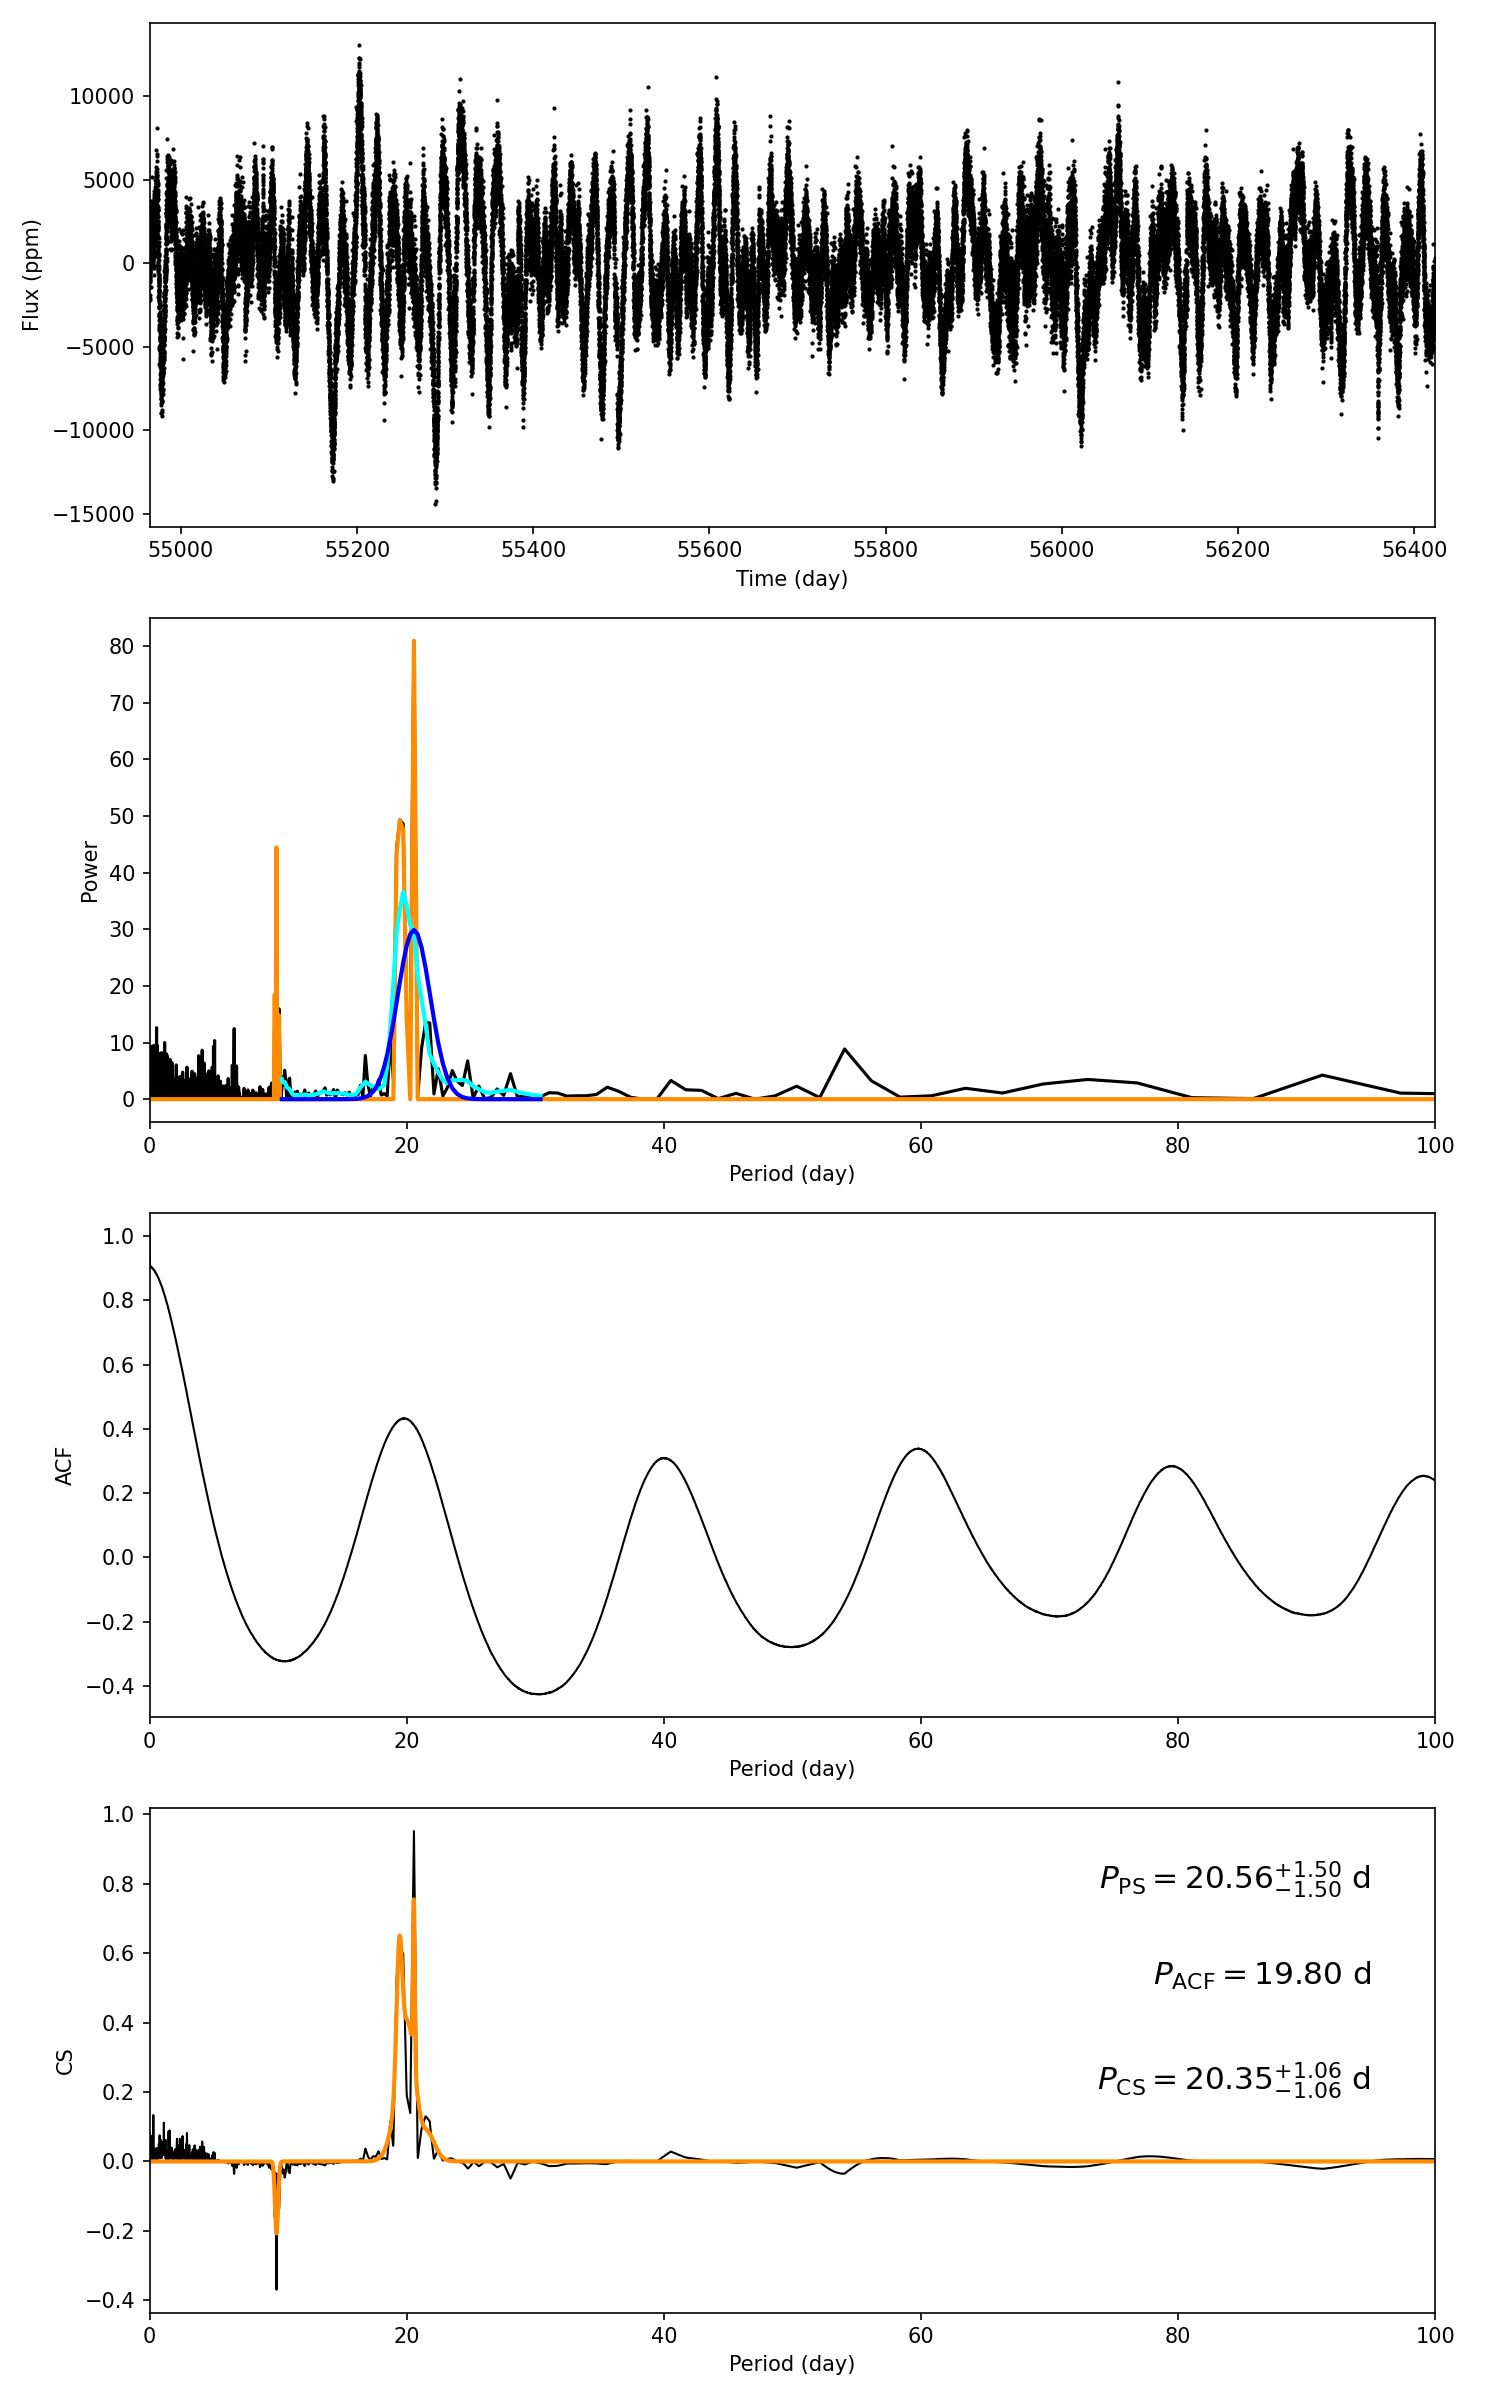 10000
5000
0
−5000
−10000
−15000
Flux (ppm)
55000 55200 55400 55600 55800 56000 56200 56400
Time (day)
80
70
60
50
40
30
20
10
0
Power
0 20 40 60 80 100
Period (day)
1.0
0.8
0.6
0.4
0.2
0.0
−0.2
−0.4
ACF
0 20 40 60 80 100
Period (day)
1.0
0.8
0.6
0.4
0.2
0.0
−0.2
−0.4
CS
P_PS = 20.56^{+1.50}_{−1.50} d
P_ACF = 19.80 d
P_CS = 20.35^{+1.06}_{−1.06} d
0 20 40 60 80 100
Period (day)